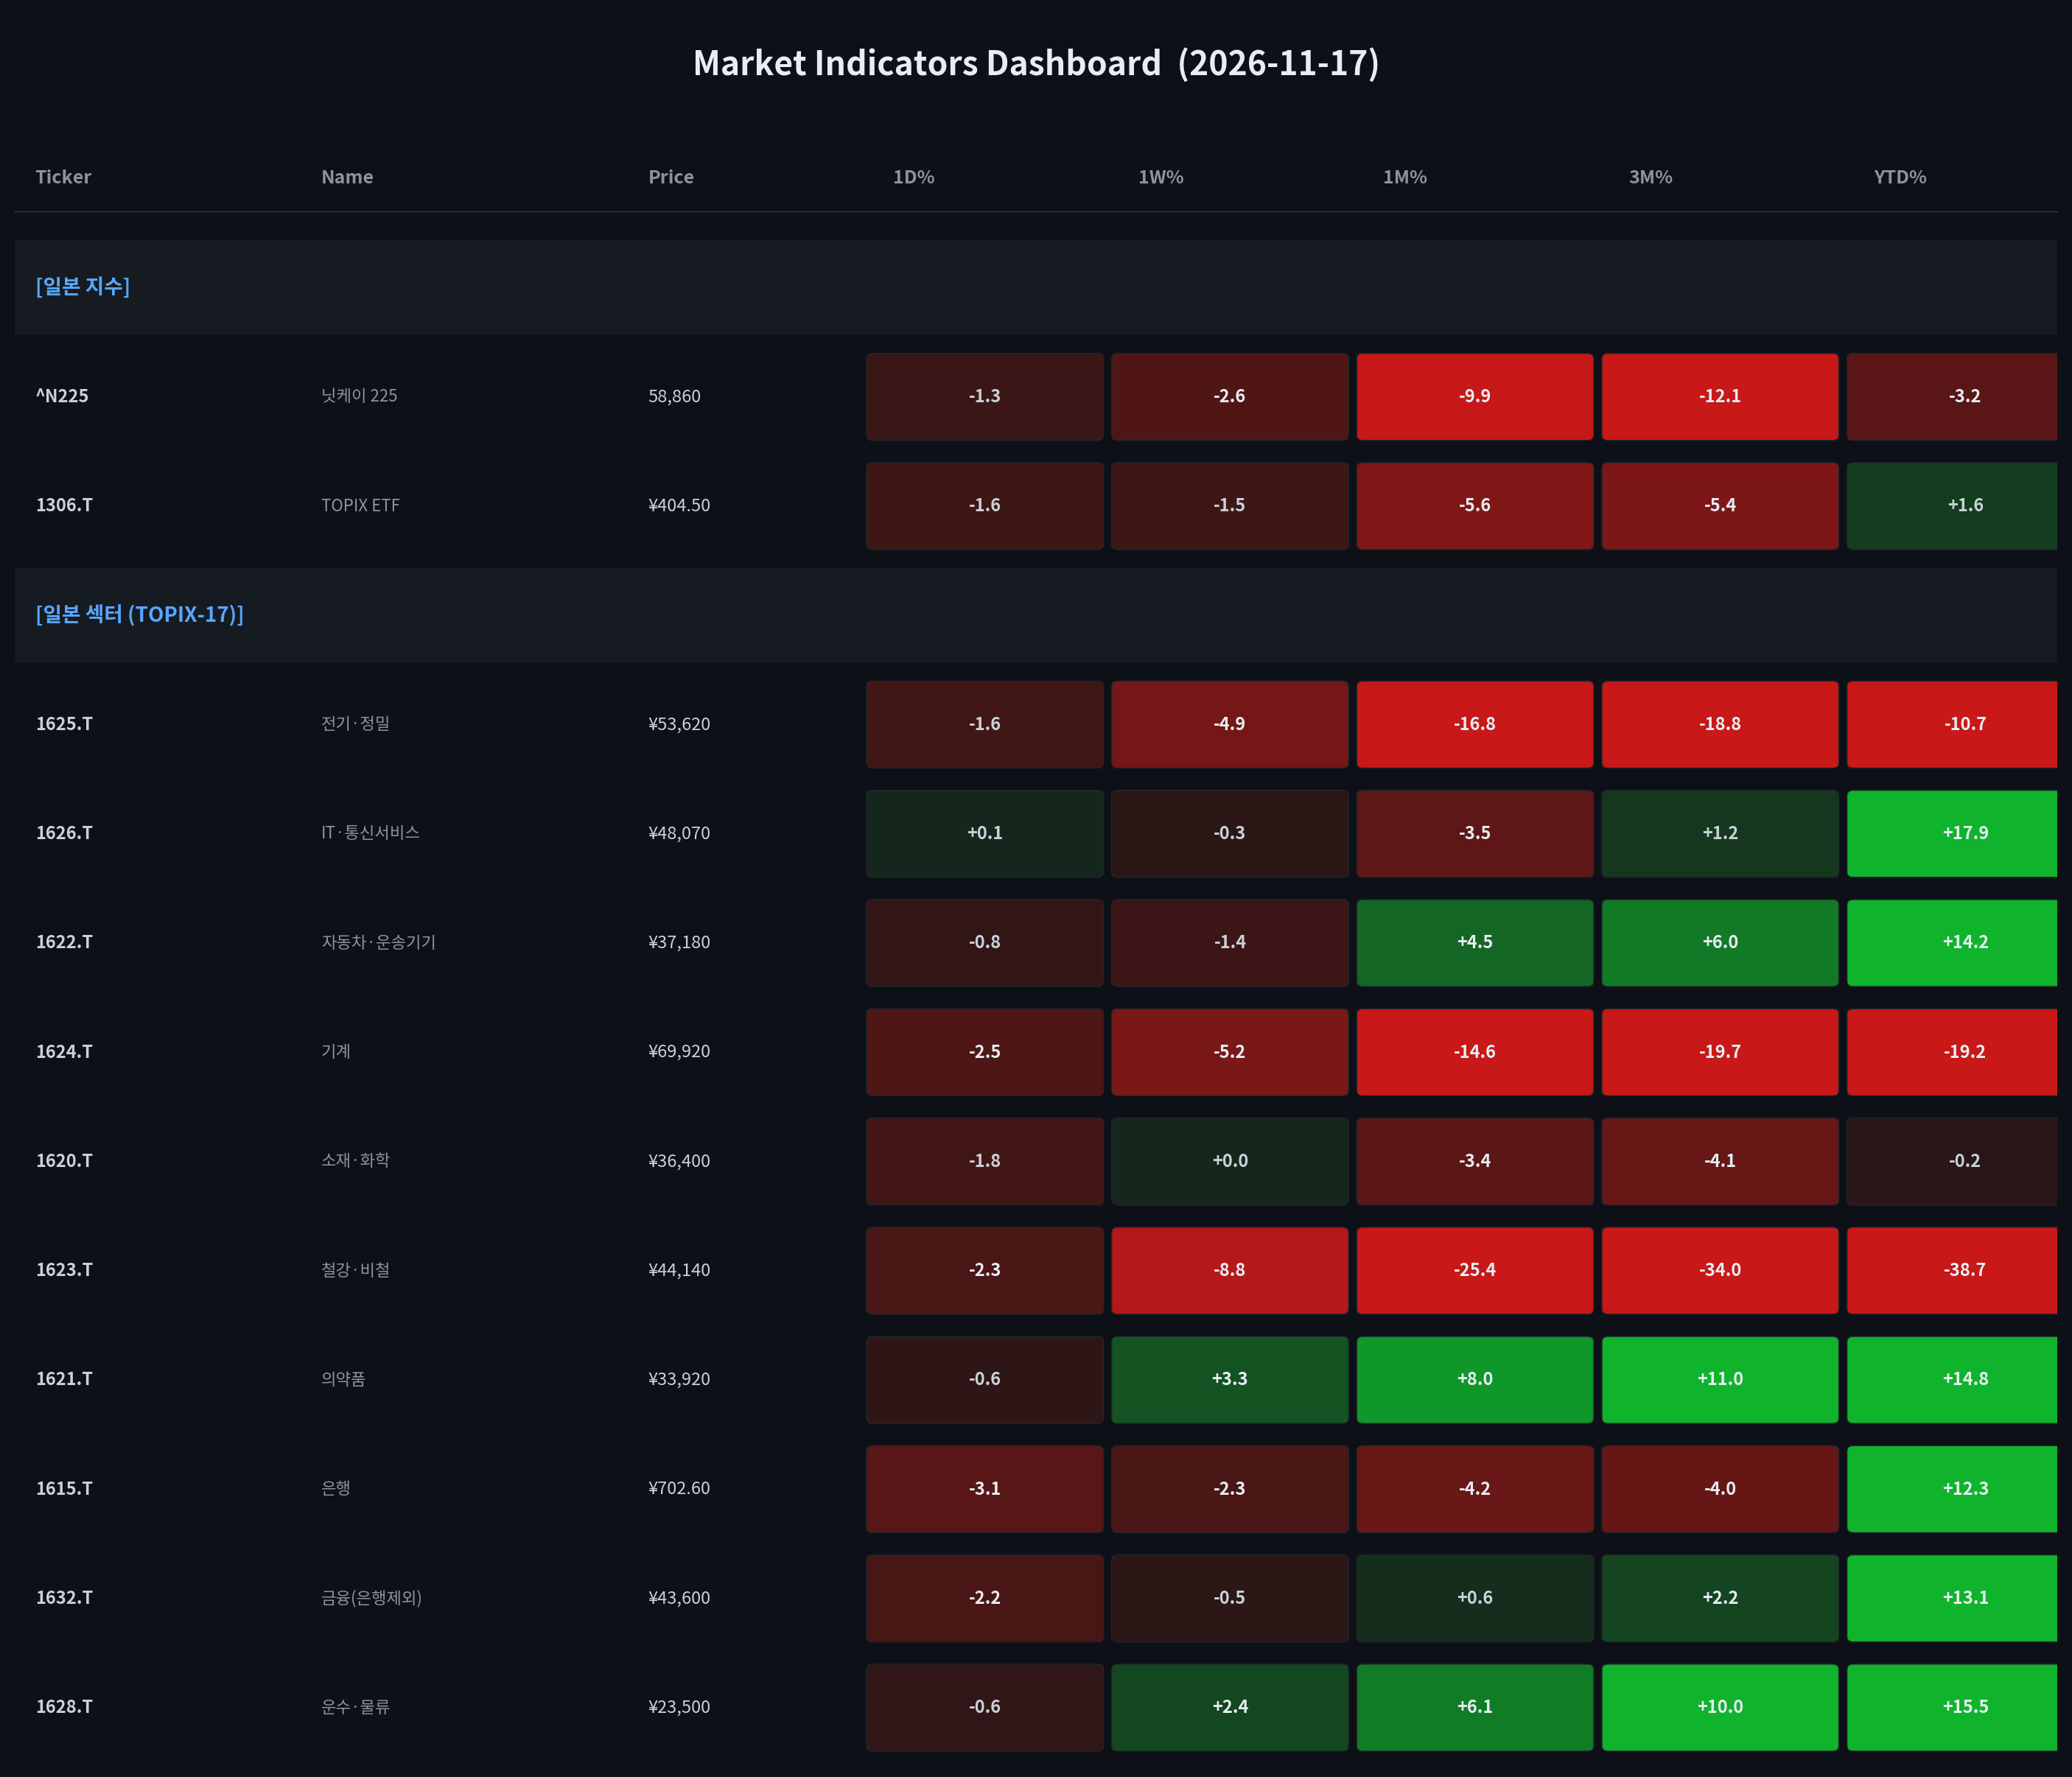 Market Indicators Dashboard (2026-11-17)
Ticker Name Price 1D% 1W% 1M% 3M% YTD%
[일본 지수]
^N225 닛케이 225 58,860 -1.3 -2.6 -9.9 -12.1 -3.2
1306.T TOPIX ETF ¥404.50 -1.6 -1.5 -5.6 -5.4 +1.6
[일본 섹터 (TOPIX-17)]
1625.T 전기·정밀 ¥53,620 -1.6 -4.9 -16.8 -18.8 -10.7
1626.T IT·통신서비스 ¥48,070 +0.1 -0.3 -3.5 +1.2 +17.9
1622.T 자동차·운송기기 ¥37,180 -0.8 -1.4 +4.5 +6.0 +14.2
1624.T 기계 ¥69,920 -2.5 -5.2 -14.6 -19.7 -19.2
1620.T 소재·화학 ¥36,400 -1.8 +0.0 -3.4 -4.1 -0.2
1623.T 철강·비철 ¥44,140 -2.3 -8.8 -25.4 -34.0 -38.7
1621.T 의약품 ¥33,920 -0.6 +3.3 +8.0 +11.0 +14.8
1615.T 은행 ¥702.60 -3.1 -2.3 -4.2 -4.0 +12.3
1632.T 금융(은행제외) ¥43,600 -2.2 -0.5 +0.6 +2.2 +13.1
1628.T 운수·물류 ¥23,500 -0.6 +2.4 +6.1 +10.0 +15.5